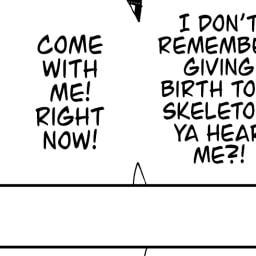 I DON'T
REMEMBE
GIVING
BIRTH TO
SKELETO
YA HEAR
ME?!
COME
WITH
ME!
RIGHT
NOW!